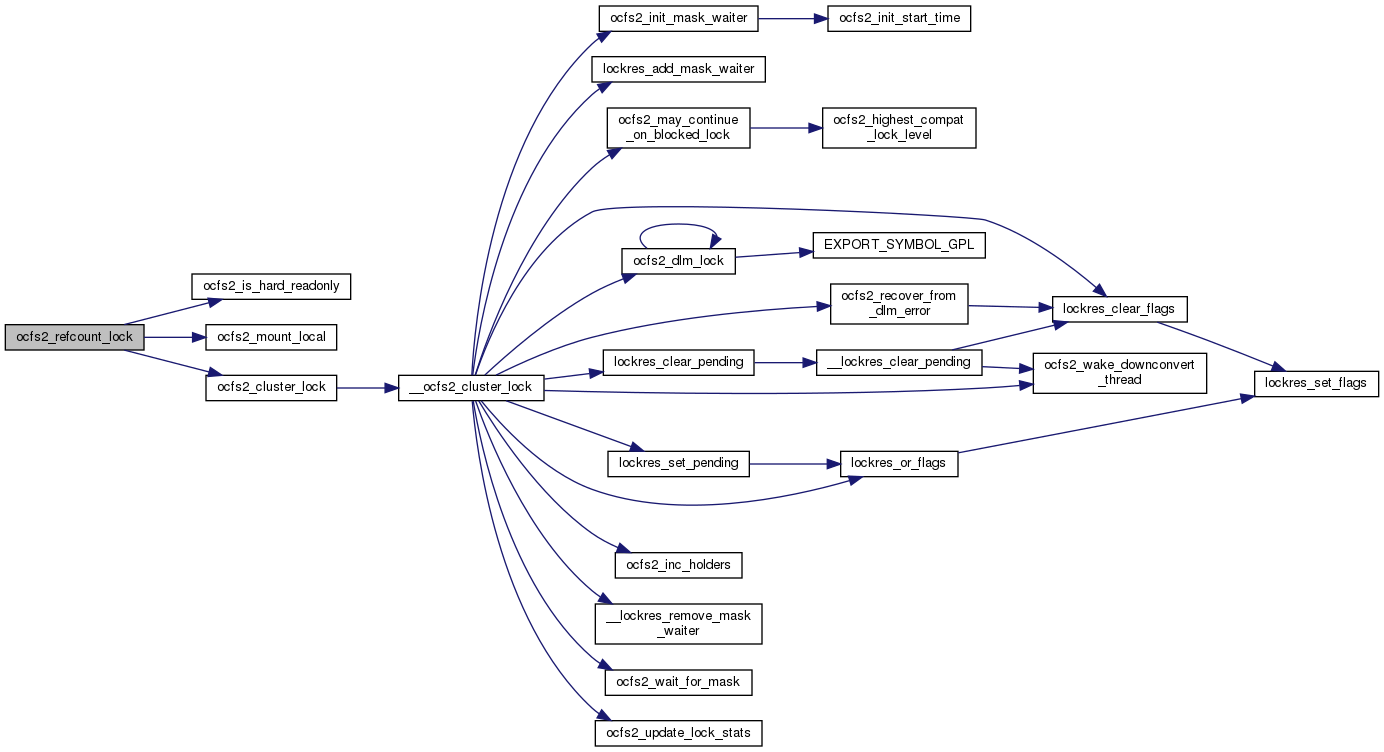 ocfs2_init_mask_waiter
ocfs2_init_start_time
lockres_add_mask_waiter
ocfs2_may_continue
_on_blocked_lock
ocfs2_highest_compat
_lock_level
ocfs2_dlm_lock
EXPORT_SYMBOL_GPL
ocfs2_is_hard_readonly
ocfs2_recover_from
_dlm_error
lockres_clear_flags
ocfs2_refcount_lock
ocfs2_mount_local
lockres_clear_pending
__lockres_clear_pending
ocfs2_wake_downconvert
_thread
ocfs2_cluster_lock
__ocfs2_cluster_lock
lockres_set_flags
lockres_set_pending
lockres_or_flags
ocfs2_inc_holders
__lockres_remove_mask
_waiter
ocfs2_wait_for_mask
ocfs2_update_lock_stats